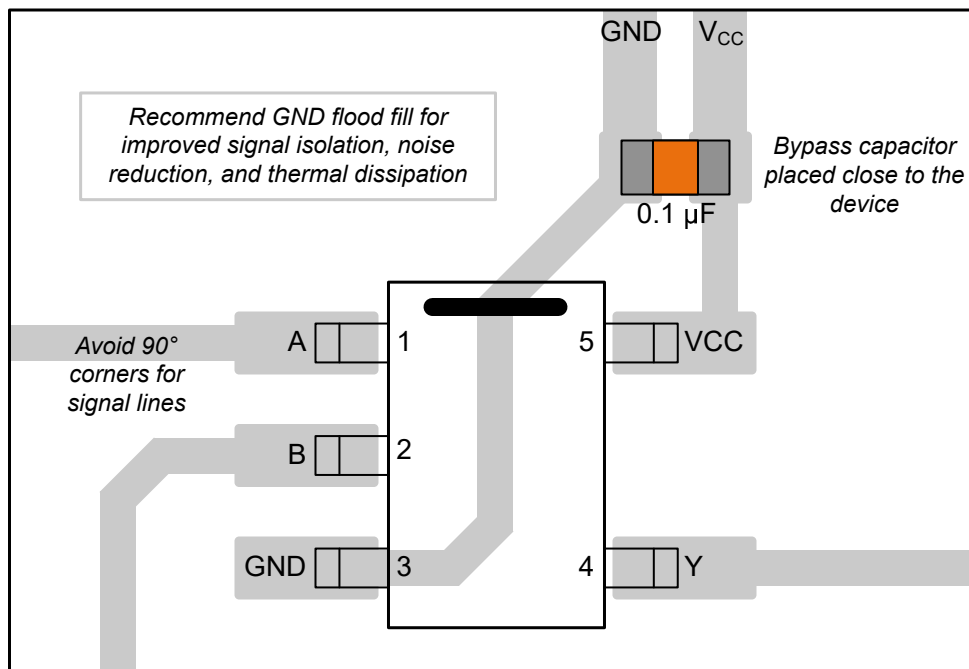 GND
VCC
Recommend GND flood fill for
improved signal isolation, noise
reduction, and thermal dissipation
Bypass capacitor
placed close to the
device
0.1 µF
A
1
5
VCC
Avoid 90°
corners for
signal lines
B
2
GND
3
4
Y